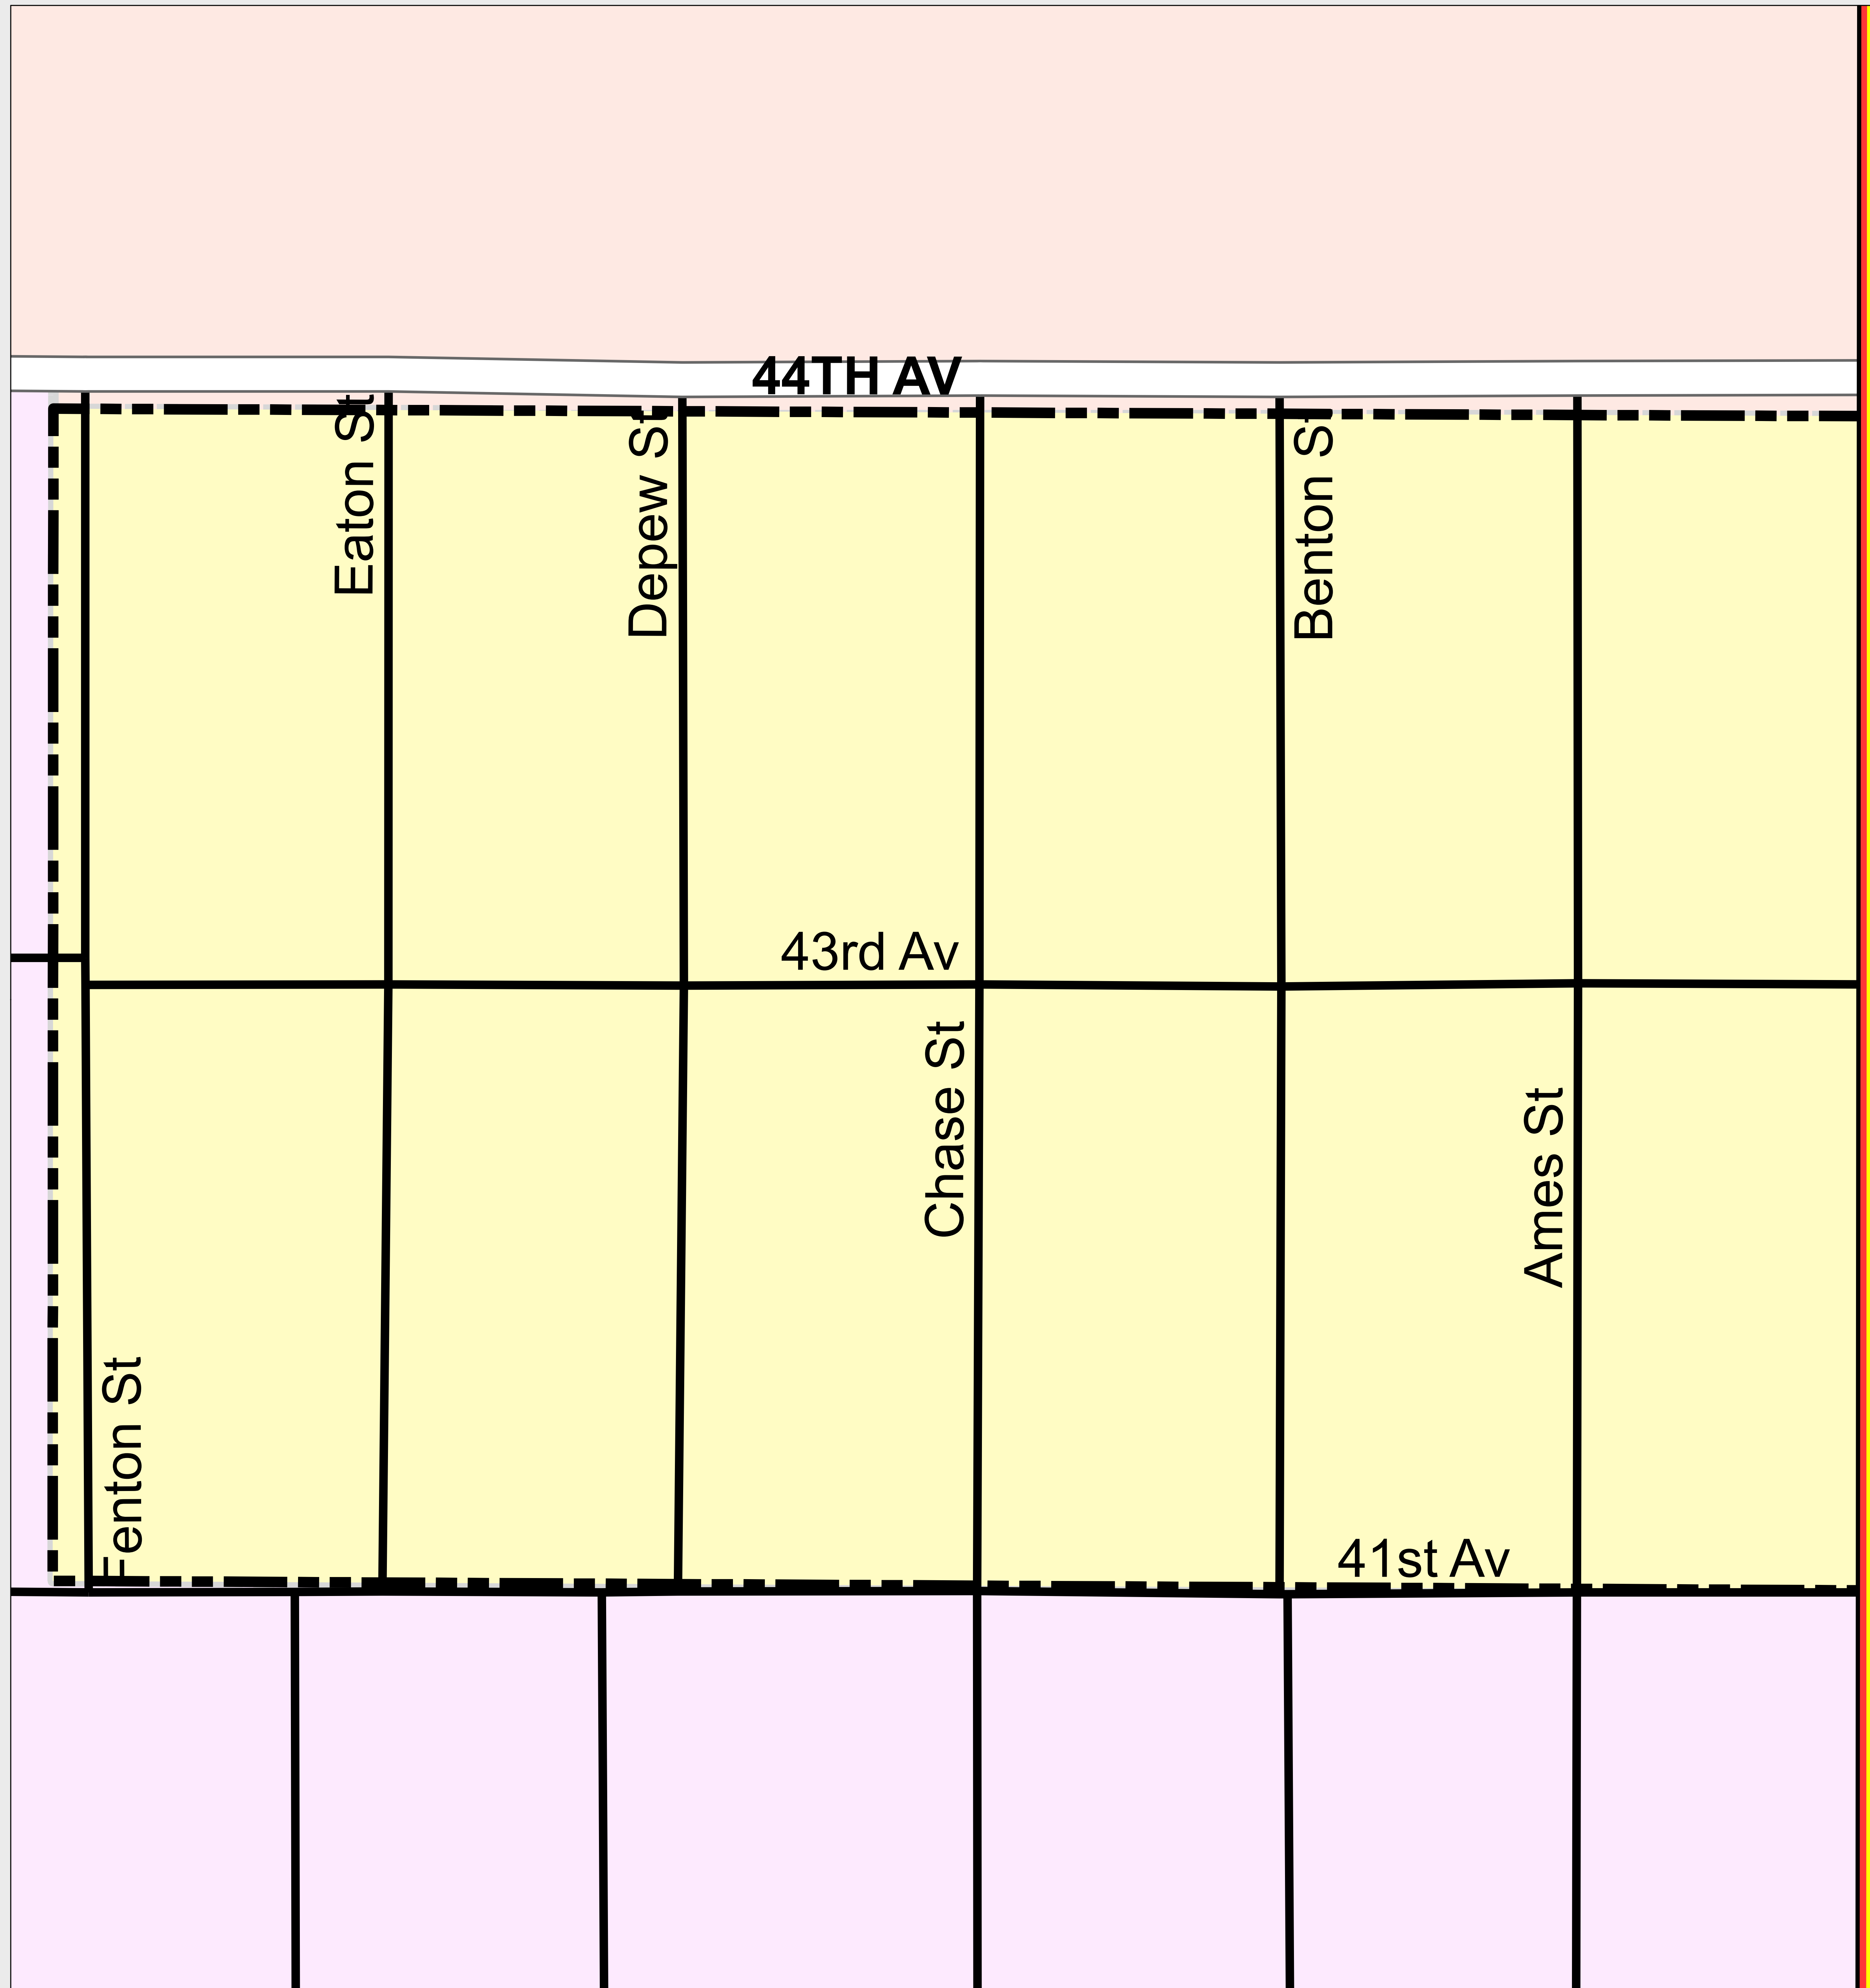 44TH AV
Eaton St
Depew St
Benton St
43rd Av
Chase St
Ames St
Fenton St
41st Av